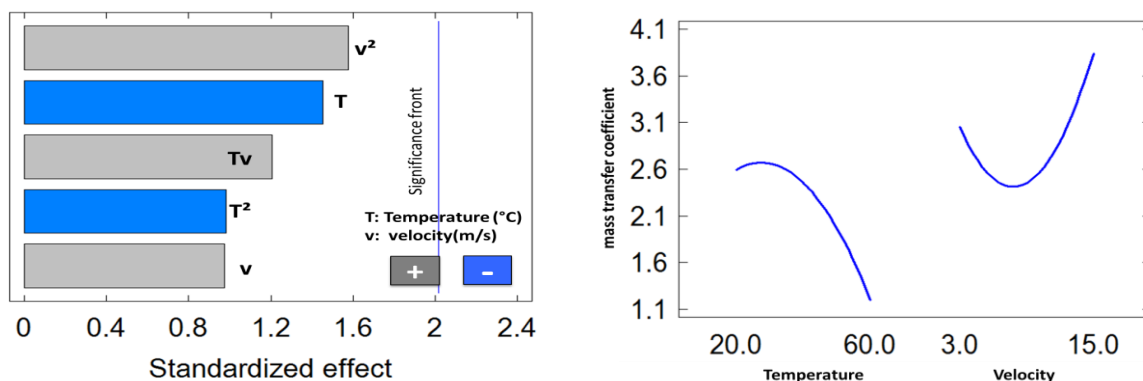 v²
T
Tv
T²
v
Significance front
T: Temperature (°C)
v: velocity(m/s)
+
-
0
0.4
0.8
1.2
1.6
2
2.4
Standardized effect
mass transfer coefficient
4.1
3.6
3.1
2.6
2.1
1.6
1.1
20.0
60.0
3.0
15.0
Temperature
Velocity